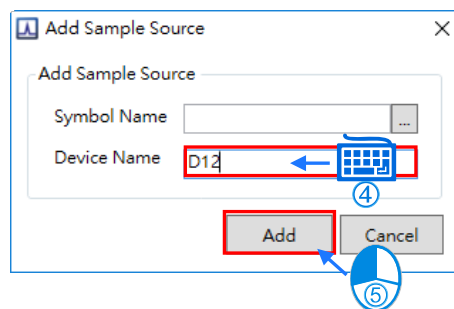 Add Sample Source
Add Sample Source
Symbol Name
...
Device Name D12
④
Add Cancel
⑤